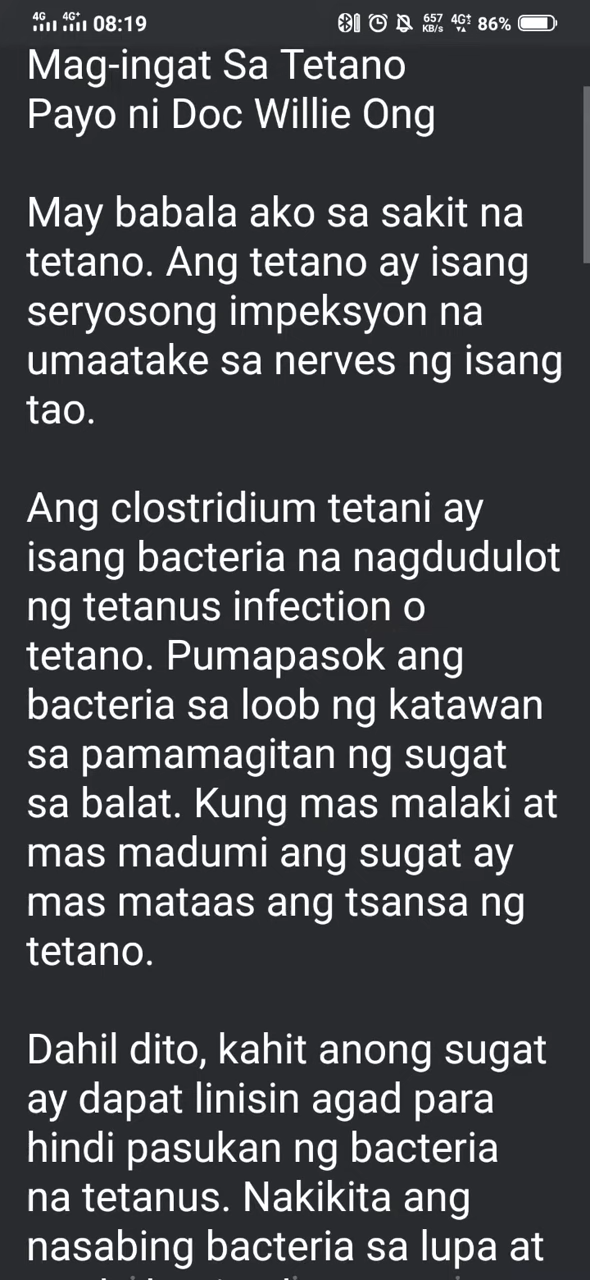 4G 4G+ 08:19 657 KB/s 4G 86%
Mag-ingat Sa Tetano
Payo ni Doc Willie Ong
May babala ako sa sakit na
tetano. Ang tetano ay isang
seryosong impeksyon na
umaatake sa nerves ng isang
tao.
Ang clostridium tetani ay
isang bacteria na nagdudulot
ng tetanus infection o
tetano. Pumapasok ang
bacteria sa loob ng katawan
sa pamamagitan ng sugat
sa balat. Kung mas malaki at
mas madumi ang sugat ay
mas mataas ang tsansa ng
tetano.
Dahil dito, kahit anong sugat
ay dapat linisin agad para
hindi pasukan ng bacteria
na tetanus. Nakikita ang
nasabing bacteria sa lupa at